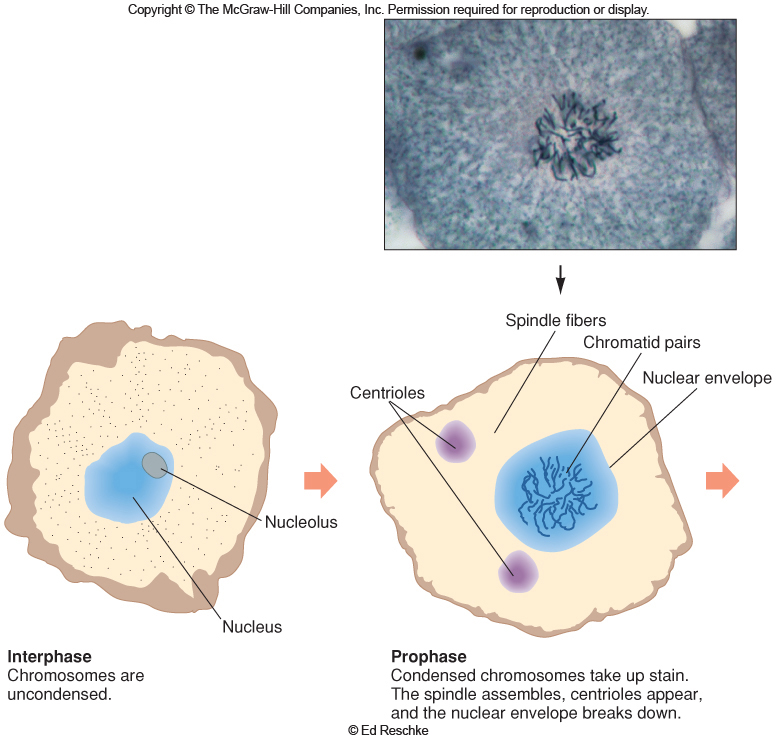 Copyright © The McGraw-Hill Companies, Inc. Permission required for reproduction or display.
Spindle fibers
Chromatid pairs
Nuclear envelope
Centrioles
Nucleolus
Nucleus
Interphase
Chromosomes are
uncondensed.
Prophase
Condensed chromosomes take up stain.
The spindle assembles, centrioles appear,
and the nuclear envelope breaks down.
© Ed Reschke